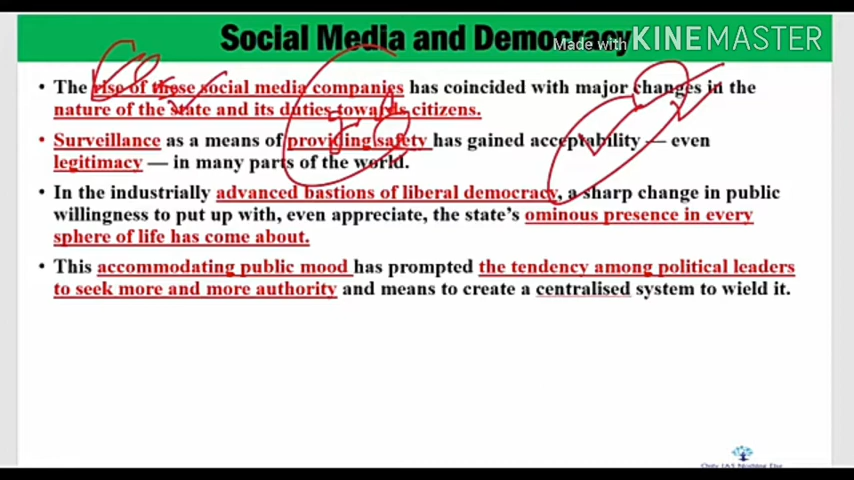 Social Media and Democracy
Made with KINEMASTER
• The rise of these social media companies has coincided with major changes in the
nature of the state and its duties towards citizens.
• Surveillance as a means of providing safety has gained acceptability — even
legitimacy — in many parts of the world.
• In the industrially advanced bastions of liberal democracy, a sharp change in public
willingness to put up with, even appreciate, the state's ominous presence in every
sphere of life has come about.
• This accommodating public mood has prompted the tendency among political leaders
to seek more and more authority and means to create a centralised system to wield it.
Only IAS Nothing Else